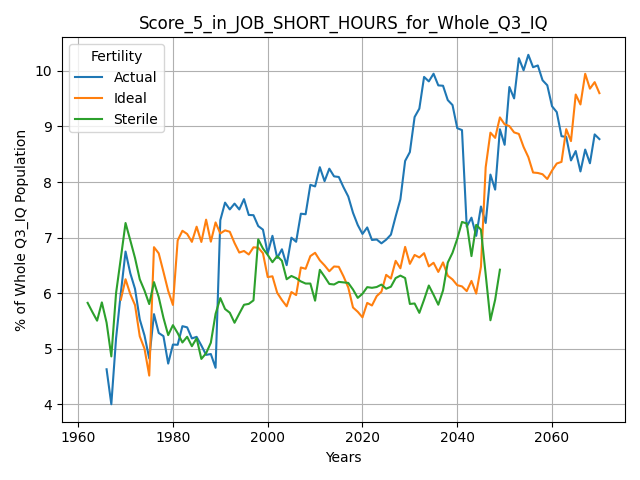 Score_5_in_JOB_SHORT_HOURS_for_Whole_Q3_IQ
Fertility
Actual
Ideal
Sterile
% of Whole Q3_IQ Population
10
9
8
7
6
5
4
1960 1980 2000 2020 2040 2060
Years